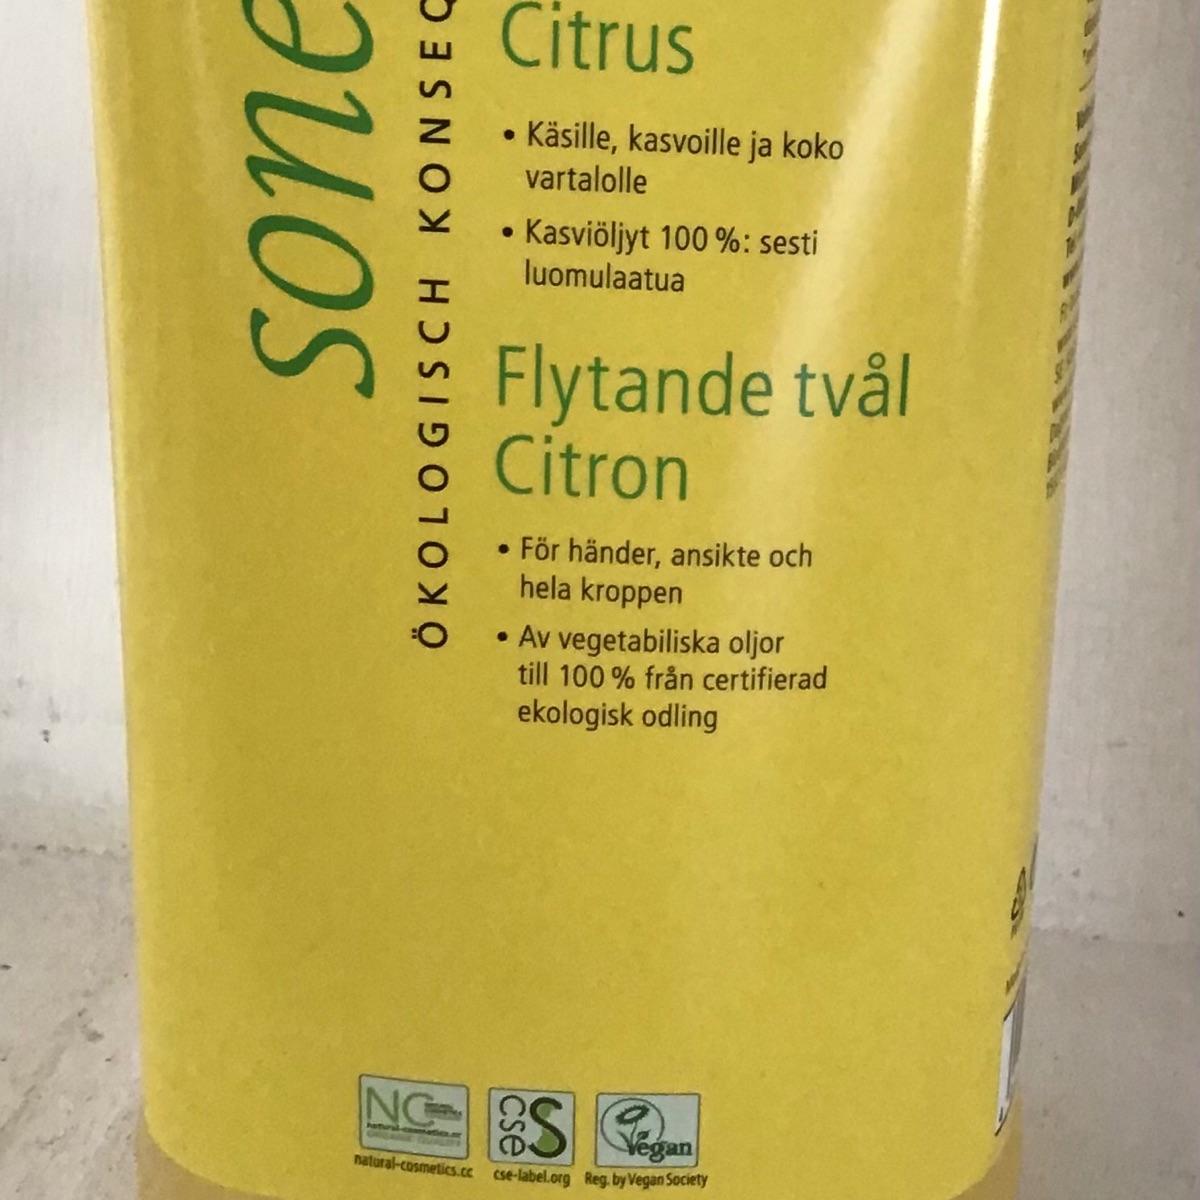 sone
ÖKOLOGISCH KONSEQ
Citrus
• Käsille, kasvoille ja koko
vartalolle
• Kasviöljyt 100 %: sesti
luomulaatua
Flytande tvål
Citron
• För händer, ansikte och
hela kroppen
• Av vegetabiliska oljor
till 100 % från certifierad
ekologisk odling
NC
natural-cosmetics.cc
cse
cse-label.org
Vegan
Reg. by Vegan Society